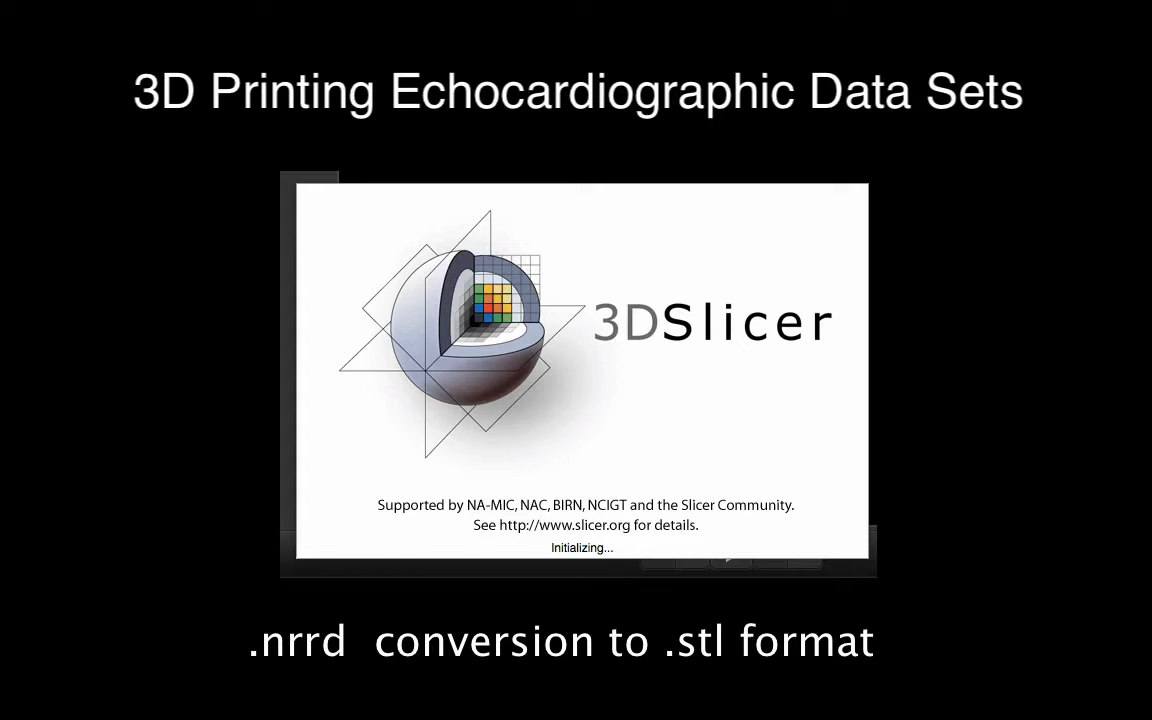 3D Printing Echocardiographic Data Sets
3DSlicer
Supported by NA-MIC, NAC, BIRN, NCIGT and the Slicer Community.
See http://www.slicer.org for details.
Initializing...
.nrrd conversion to .stl format